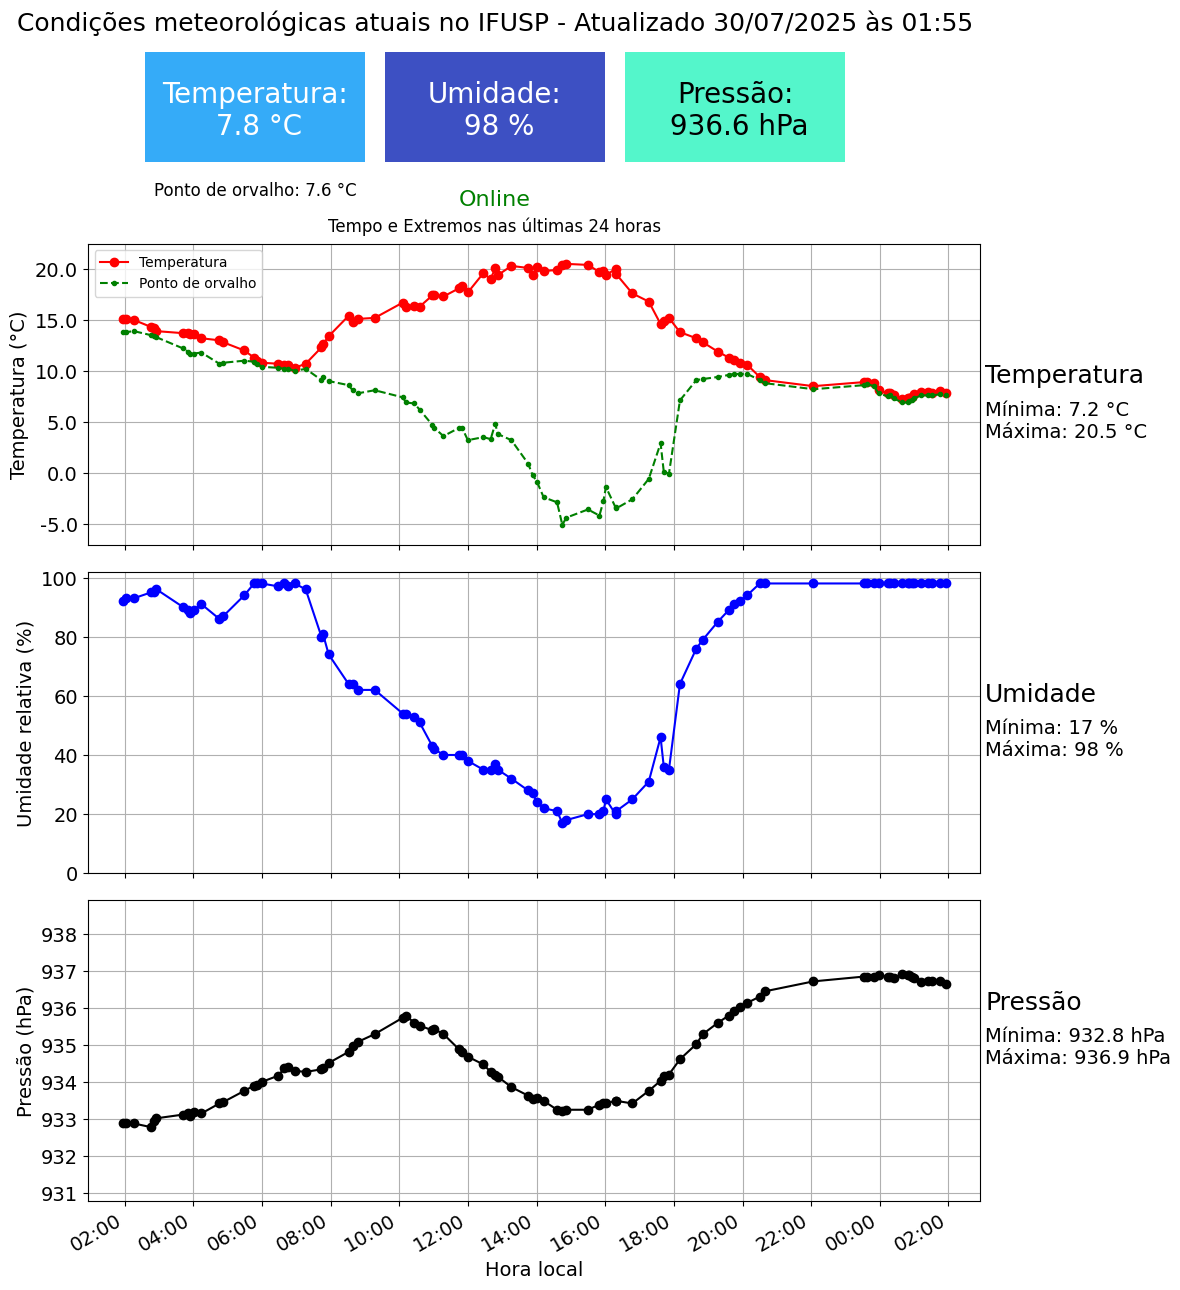 Condições meteorológicas atuais no IFUSP - Atualizado 30/07/2025 às 01:55
Temperatura:
7.8 °C
Umidade:
98 %
Pressão:
936.6 hPa
Ponto de orvalho: 7.6 °C
Online
Tempo e Extremos nas últimas 24 horas
Temperatura
Ponto de orvalho
Temperatura (°C)
20.0
15.0
10.0
5.0
0.0
-5.0
Temperatura
Mínima: 7.2 °C
Máxima: 20.5 °C
Umidade relativa (%)
100
80
60
40
20
0
Umidade
Mínima: 17 %
Máxima: 98 %
Pressão (hPa)
938
937
936
935
934
933
932
931
Pressão
Mínima: 932.8 hPa
Máxima: 936.9 hPa
02:00 04:00 06:00 08:00 10:00 12:00 14:00 16:00 18:00 20:00 22:00 00:00 02:00
Hora local